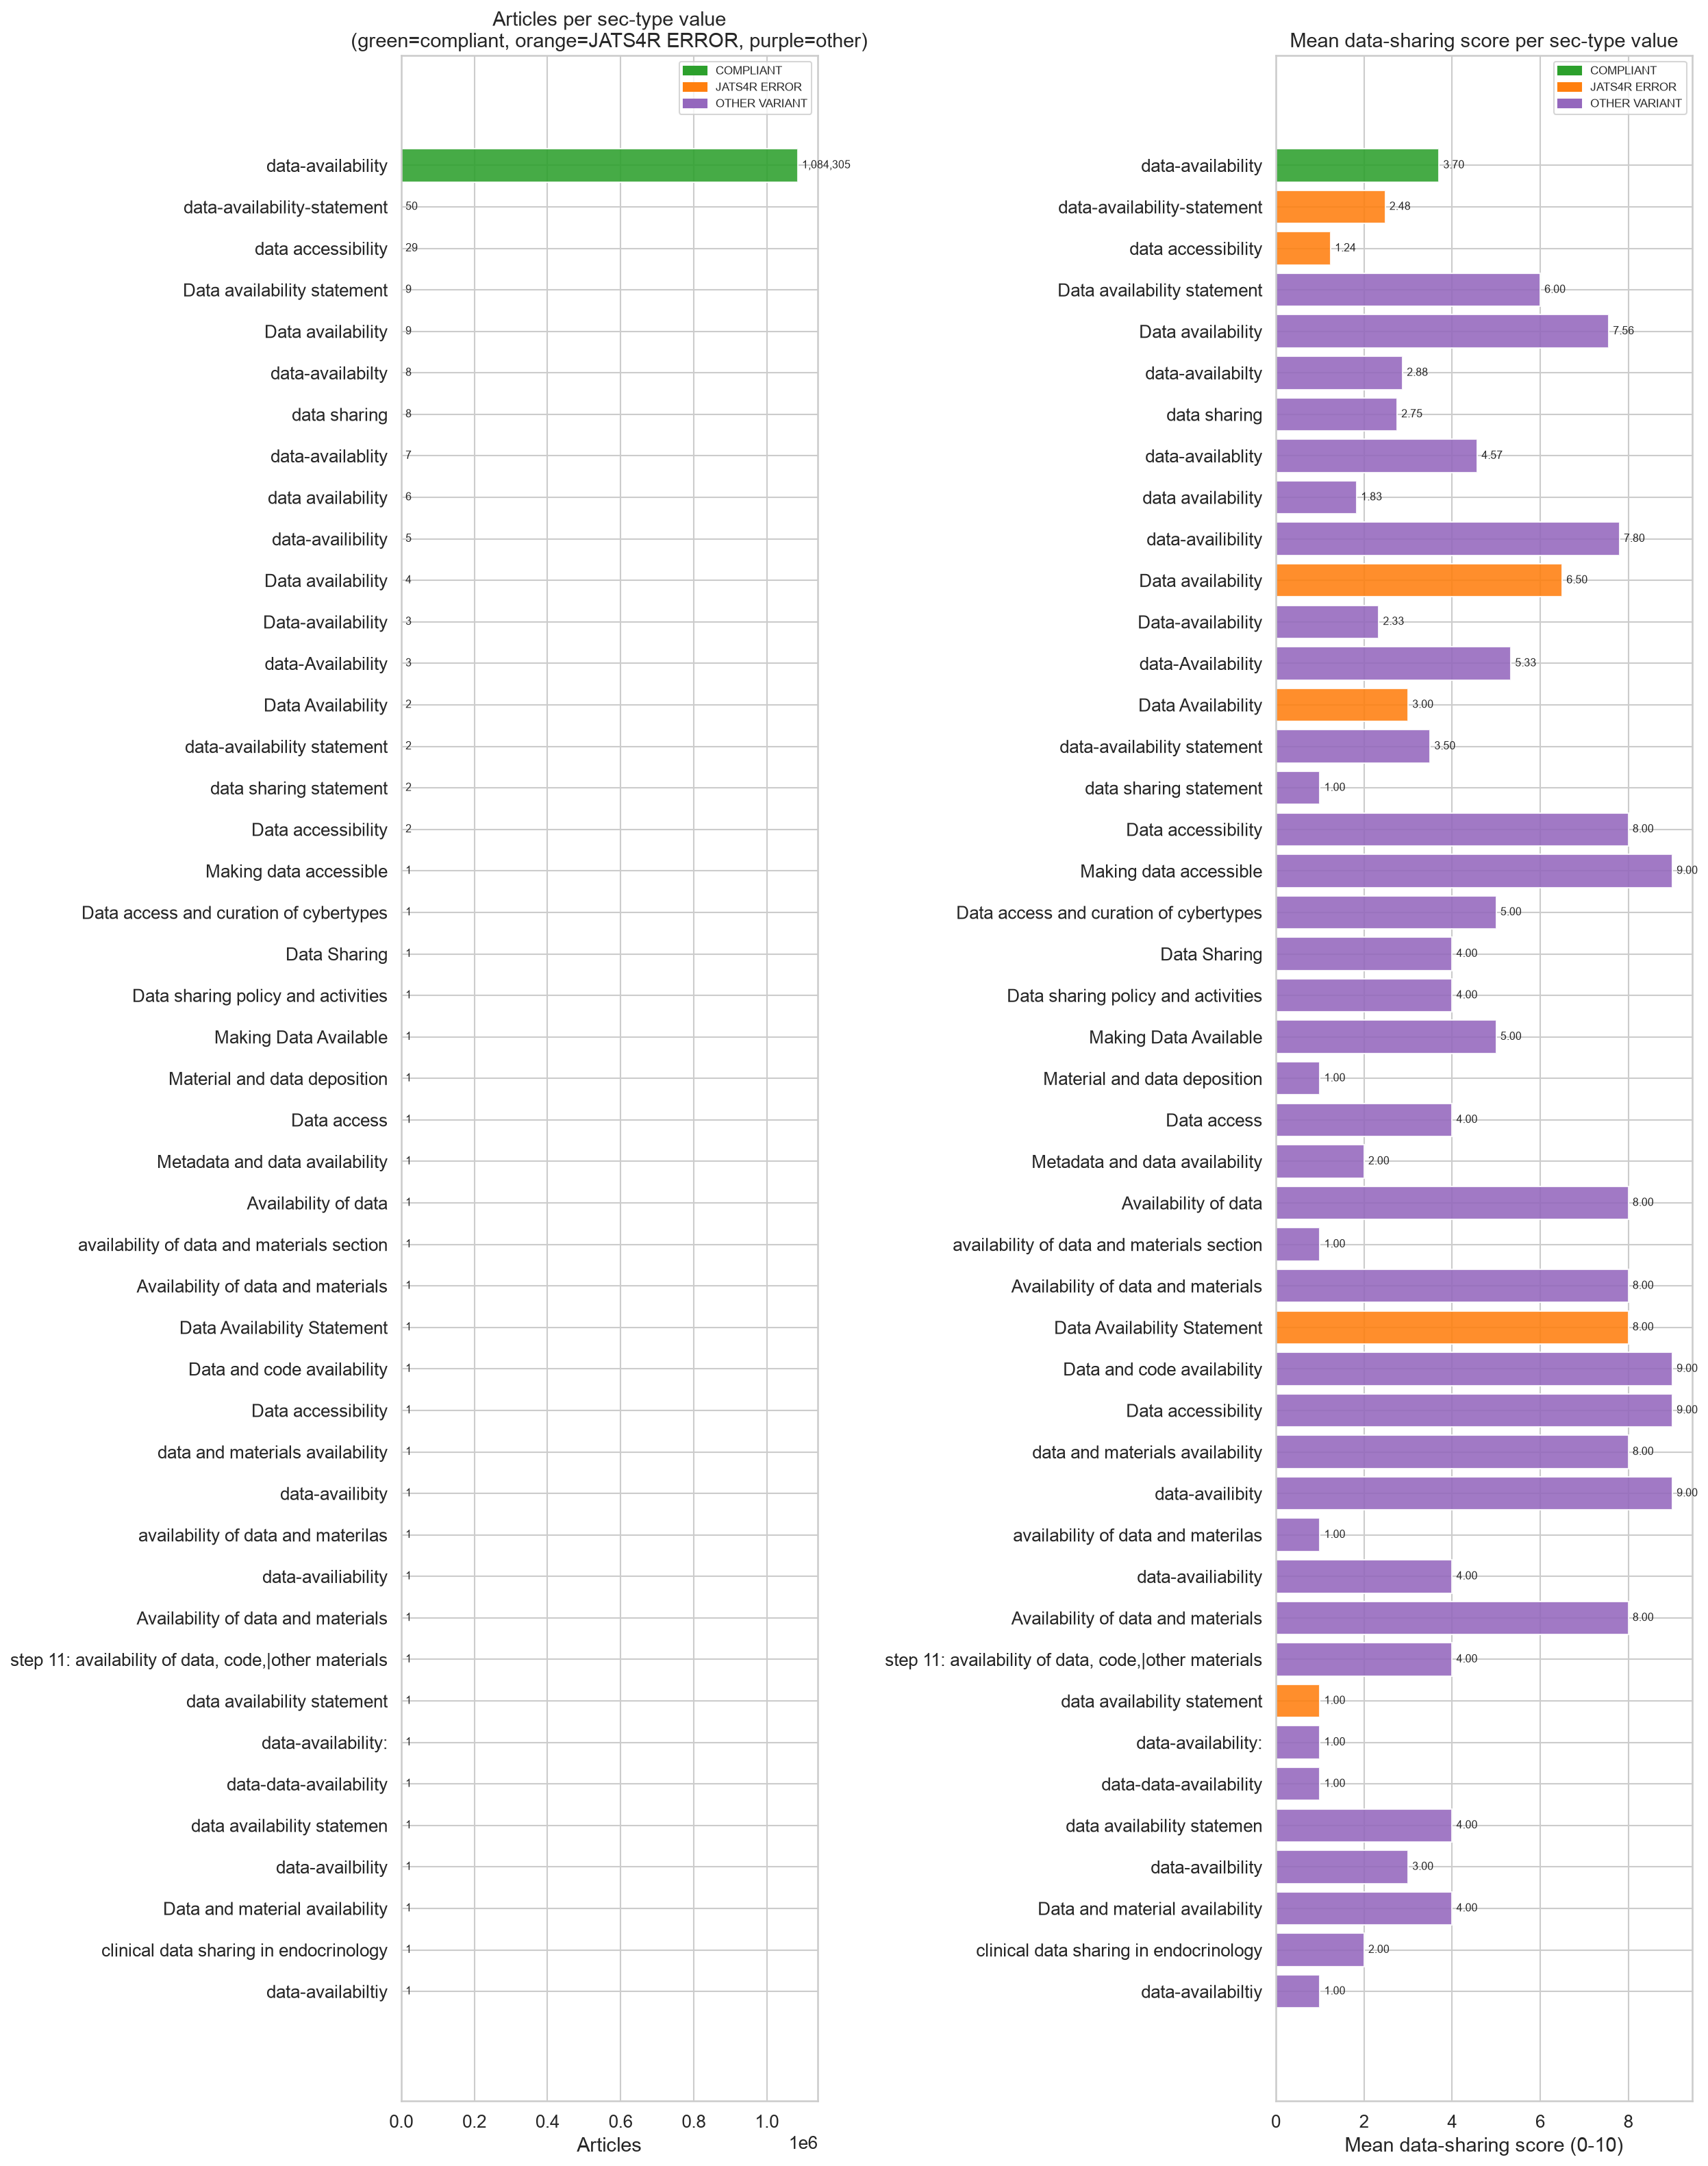 Articles per sec-type value
(green=compliant, orange=JATS4R ERROR, purple=other)
COMPLIANT
JATS4R ERROR
OTHER VARIANT
data-availability 1,084,305
data-availability-statement 50
data accessibility 29
Data availability statement 9
Data availability 9
data-availabilty 8
data sharing 8
data-availablity 7
data availability 6
data-availibility 5
Data availability 4
Data-availability 3
data-Availability 3
Data Availability 2
data-availability statement 2
data sharing statement 2
Data accessibility 2
Making data accessible 1
Data access and curation of cybertypes 1
Data Sharing 1
Data sharing policy and activities 1
Making Data Available 1
Material and data deposition 1
Data access 1
Metadata and data availability 1
Availability of data 1
availability of data and materials section 1
Availability of data and materials 1
Data Availability Statement 1
Data and code availability 1
Data accessibility 1
data and materials availability 1
data-availibity 1
availability of data and materilas 1
data-availiability 1
Availability of data and materials 1
step 11: availability of data, code,|other materials 1
data availability statement 1
data-availability: 1
data-data-availability 1
data availability statemen 1
data-availbility 1
Data and material availability 1
clinical data sharing in endocrinology 1
data-availabiltiy 1
0.0 0.2 0.4 0.6 0.8 1.0
1e6
Articles
Mean data-sharing score per sec-type value
COMPLIANT
JATS4R ERROR
OTHER VARIANT
data-availability 3.70
data-availability-statement 2.48
data accessibility 1.24
Data availability statement 6.00
Data availability 7.56
data-availabilty 2.88
data sharing 2.75
data-availablity 4.57
data availability 1.83
data-availibility 7.80
Data availability 6.50
Data-availability 2.33
data-Availability 5.33
Data Availability 3.00
data-availability statement 3.50
data sharing statement 1.00
Data accessibility 8.00
Making data accessible 9.00
Data access and curation of cybertypes 5.00
Data Sharing 4.00
Data sharing policy and activities 4.00
Making Data Available 5.00
Material and data deposition 1.00
Data access 4.00
Metadata and data availability 2.00
Availability of data 8.00
availability of data and materials section 1.00
Availability of data and materials 8.00
Data Availability Statement 8.00
Data and code availability 9.00
Data accessibility 9.00
data and materials availability 8.00
data-availibity 9.00
availability of data and materilas 1.00
data-availiability 4.00
Availability of data and materials 8.00
step 11: availability of data, code,|other materials 4.00
data availability statement 1.00
data-availability: 1.00
data-data-availability 1.00
data availability statemen 4.00
data-availbility 3.00
Data and material availability 4.00
clinical data sharing in endocrinology 2.00
data-availabiltiy 1.00
0 2 4 6 8
Mean data-sharing score (0-10)